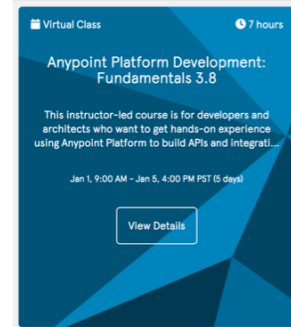 Virtual Class
7 hours
Anypoint Platform Development:
Fundamentals 3.8
This instructor-led course is for developers and
architects who want to get hands-on experience
using Anypoint Platform to build APIs and integrati...
Jan 1, 9:00 AM - Jan 5, 4:00 PM PST (5 days)
View Details